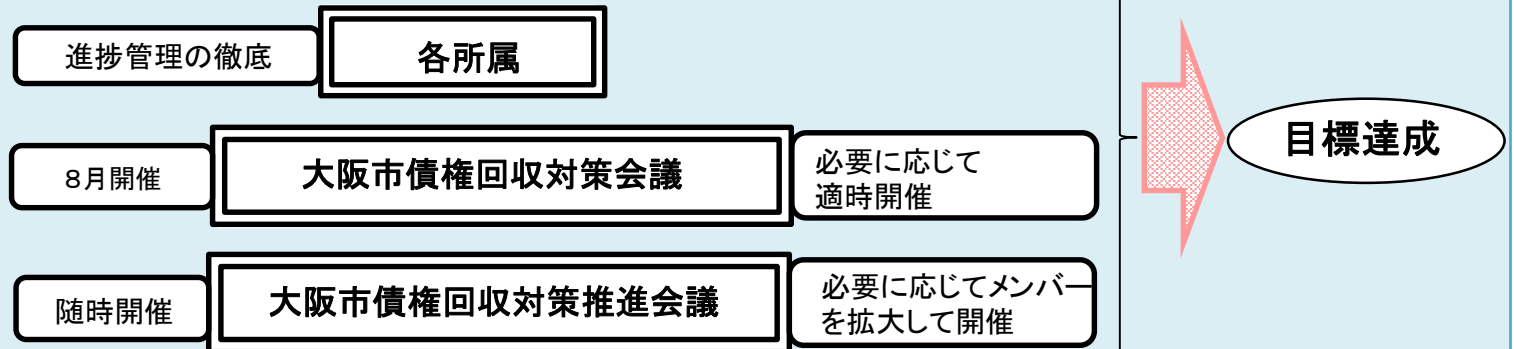 進捗管理の徹底
各所属
8月開催
大阪市債権回収対策会議
必要に応じて
適時開催
随時開催
大阪市債権回収対策推進会議
必要に応じてメンバー
を拡大して開催
目標達成